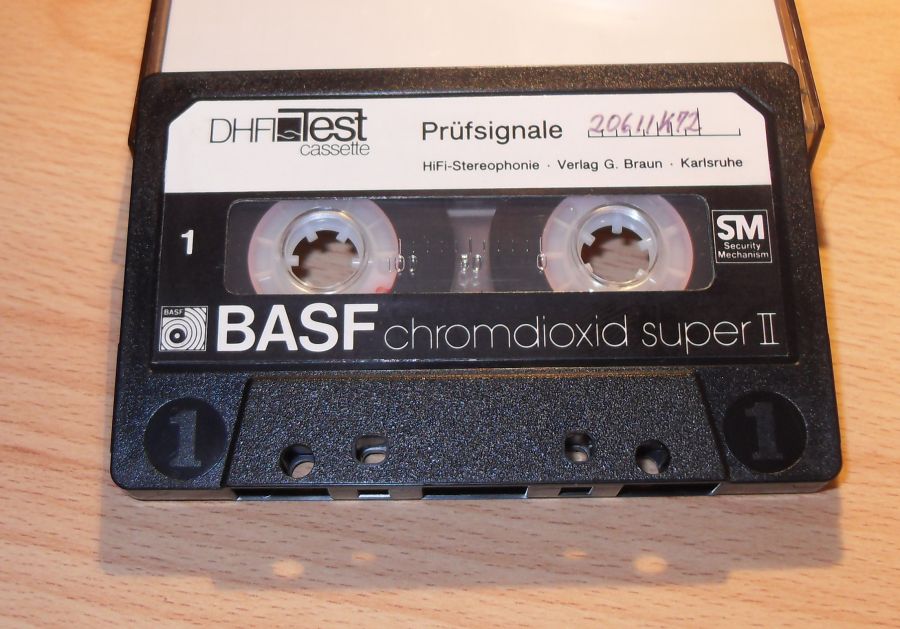 DHFI Test
cassette
Prüfsignale
HiFi-Stereophonie · Verlag G. Braun · Karlsruhe
1
SM
Security
Mechanism
BASF
BASF chromdioxid super II
1 1